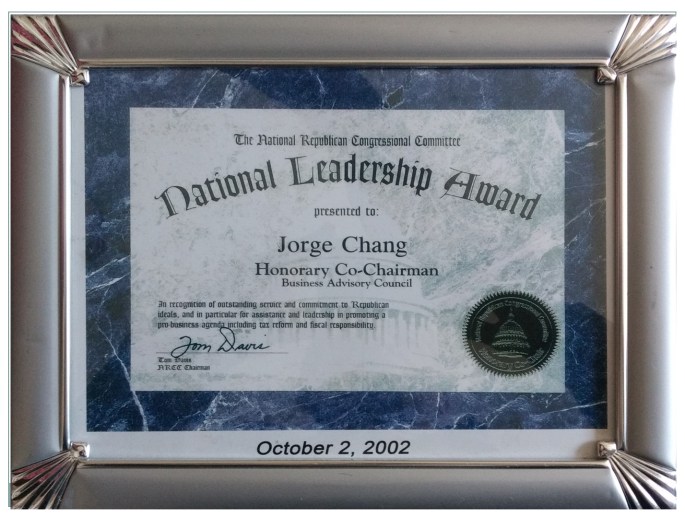 The National Republican Congressional Committee
National Leadership Award
presented to:
Jorge Chang
Honorary Co-Chairman
Business Advisory Council
In recognition of outstanding service and commitment to Republican
ideals, and in particular for assistance and leadership in promoting a
pro-business agenda including tax reform and fiscal responsibility.
Tom Davis
Tom Davis
NRCC Chairman
October 2, 2002